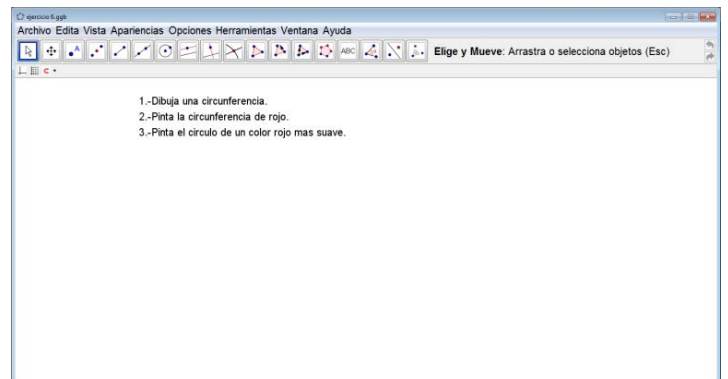 ejercicio 6.ggb
Archivo Edita Vista Apariencias Opciones Herramientas Ventana Ayuda
ABC
Elige y Mueve: Arrastra o selecciona objetos (Esc)
1.-Dibuja una circunferencia.
2.-Pinta la circunferencia de rojo.
3.-Pinta el circulo de un color rojo mas suave.